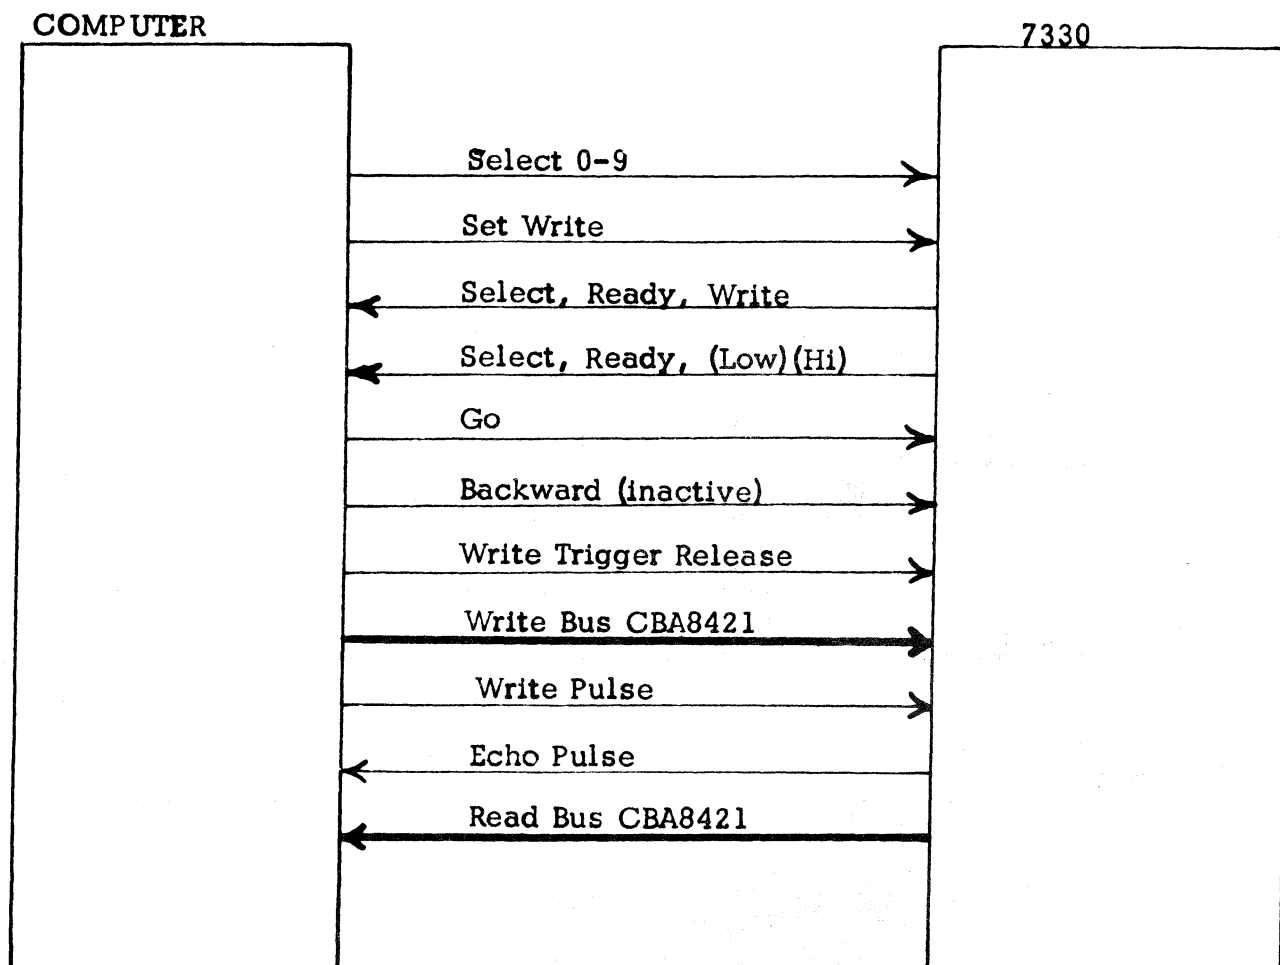 COMPUTER
7330
Select 0-9
Set Write
Select, Ready, Write
Select, Ready, (Low)(Hi)
Go
Backward (inactive)
Write Trigger Release
Write Bus CBA8421
Write Pulse
Echo Pulse
Read Bus CBA8421